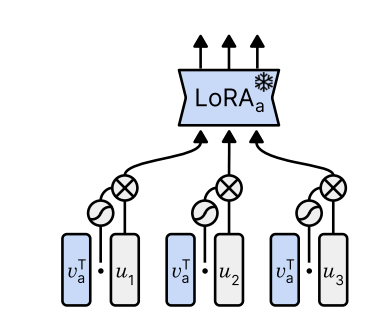 LoRAₐ
vₐᵀ · u₁ vₐᵀ · u₂ vₐᵀ · u₃